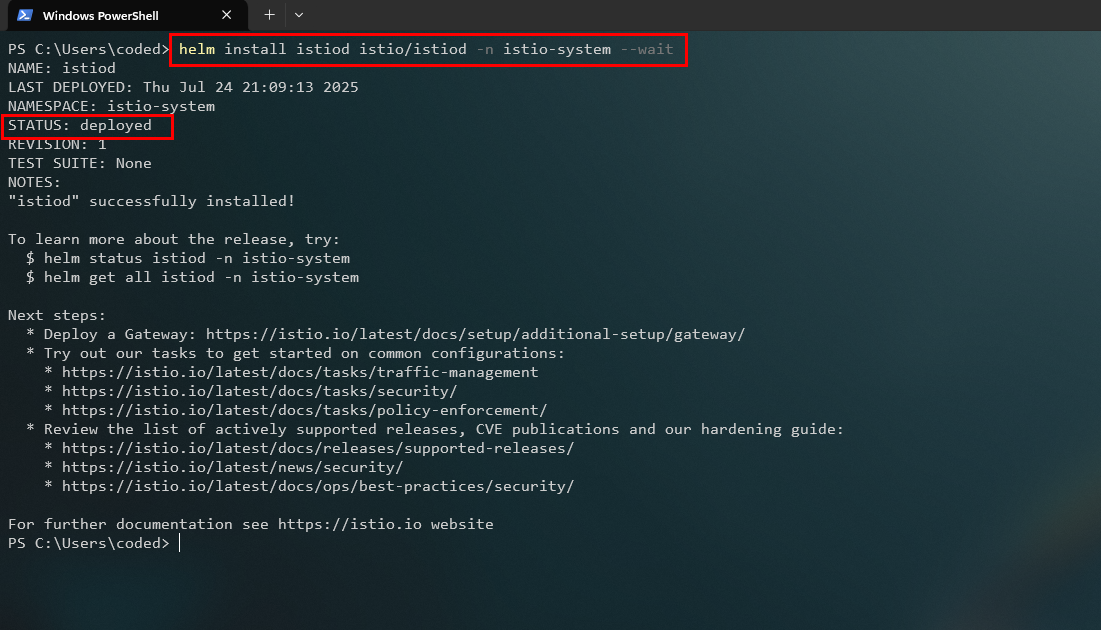 Windows PowerShell
PS C:\Users\coded> helm install istiod istio/istiod -n istio-system --wait
NAME: istiod
LAST DEPLOYED: Thu Jul 24 21:09:13 2025
NAMESPACE: istio-system
STATUS: deployed
REVISION: 1
TEST SUITE: None
NOTES:
"istiod" successfully installed!

To learn more about the release, try:
  $ helm status istiod -n istio-system
  $ helm get all istiod -n istio-system

Next steps:
  * Deploy a Gateway: https://istio.io/latest/docs/setup/additional-setup/gateway/
  * Try out our tasks to get started on common configurations:
    * https://istio.io/latest/docs/tasks/traffic-management
    * https://istio.io/latest/docs/tasks/security/
    * https://istio.io/latest/docs/tasks/policy-enforcement/
  * Review the list of actively supported releases, CVE publications and our hardening guide:
    * https://istio.io/latest/docs/releases/supported-releases/
    * https://istio.io/latest/news/security/
    * https://istio.io/latest/docs/ops/best-practices/security/

For further documentation see https://istio.io website
PS C:\Users\coded>